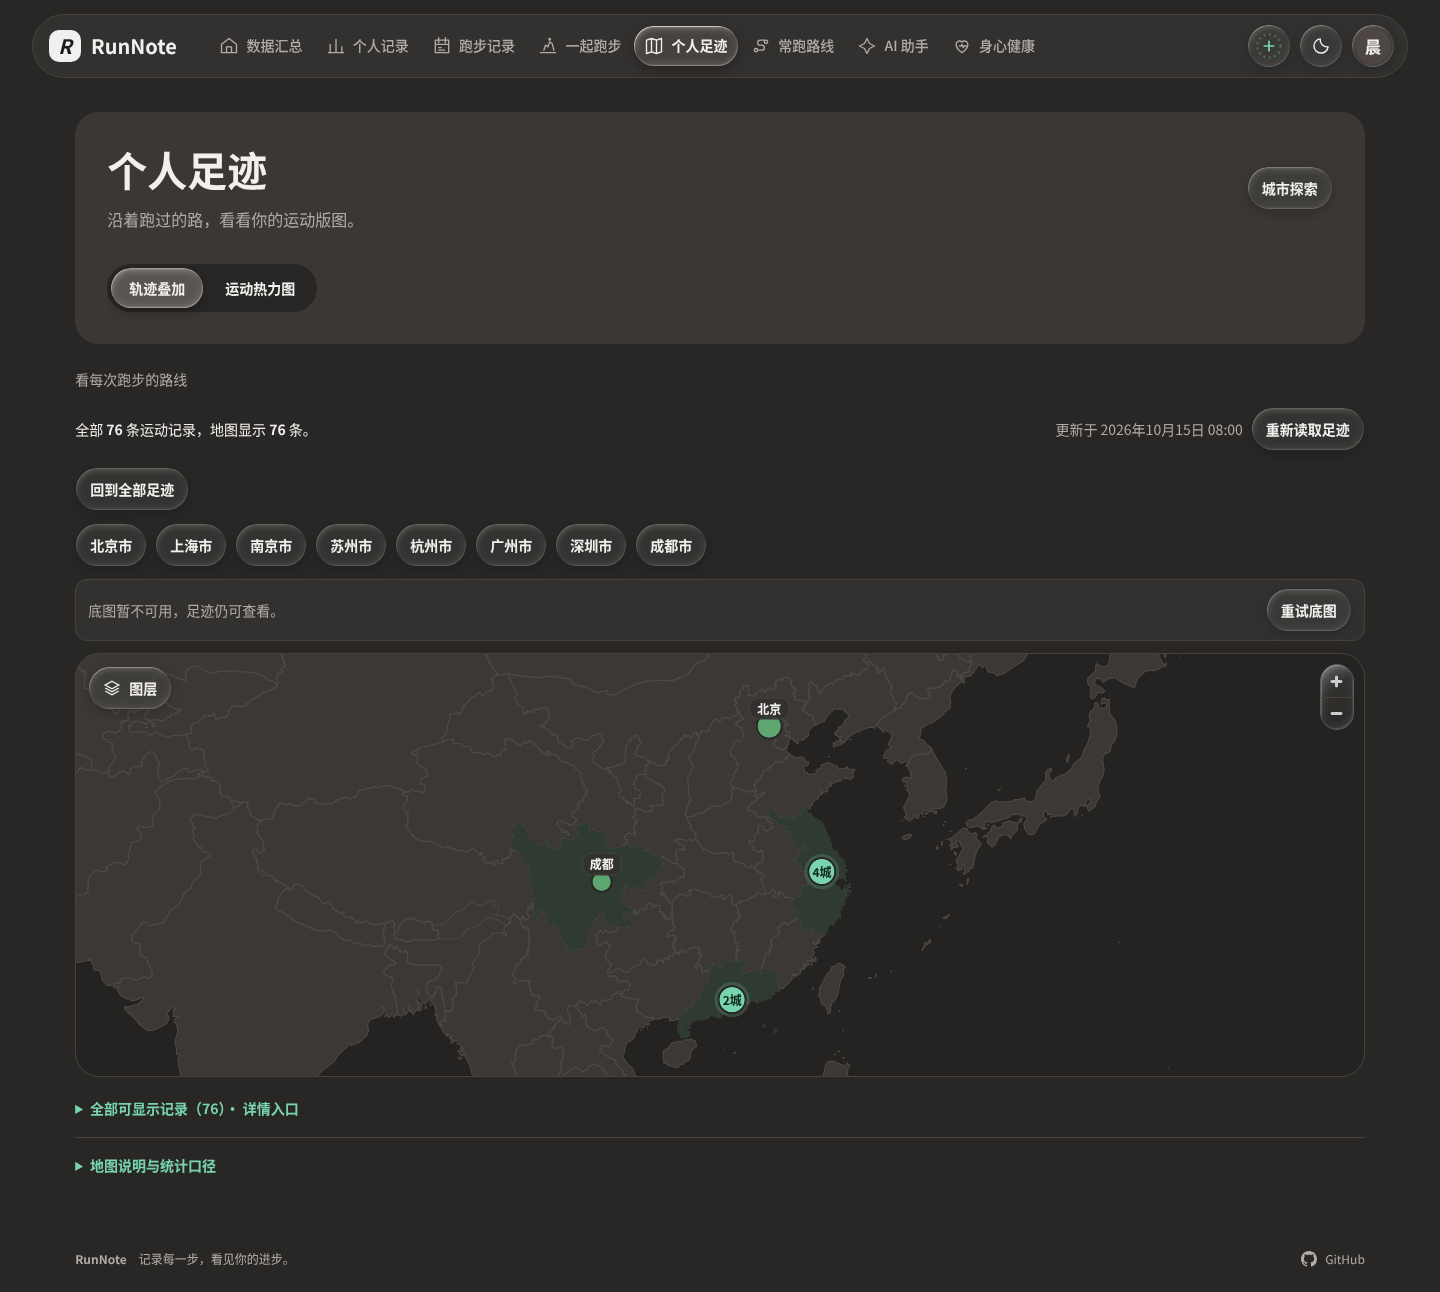 R RunNote 数据汇总 个人记录 跑步记录 一起跑步 个人足迹 常跑路线 AI 助手 身心健康 晨
个人足迹
沿着跑过的路，看看你的运动版图。
城市探索
轨迹叠加 运动热力图
看每次跑步的路线
全部 76 条运动记录，地图显示 76 条。
更新于 2026年10月15日 08:00 重新读取足迹
回到全部足迹
北京市 上海市 南京市 苏州市 杭州市 广州市 深圳市 成都市
底图暂不可用，足迹仍可查看。 重试底图
图层
北京
成都
4城
2城
全部可显示记录（76）· 详情入口
地图说明与统计口径
RunNote 记录每一步，看见你的进步。 GitHub